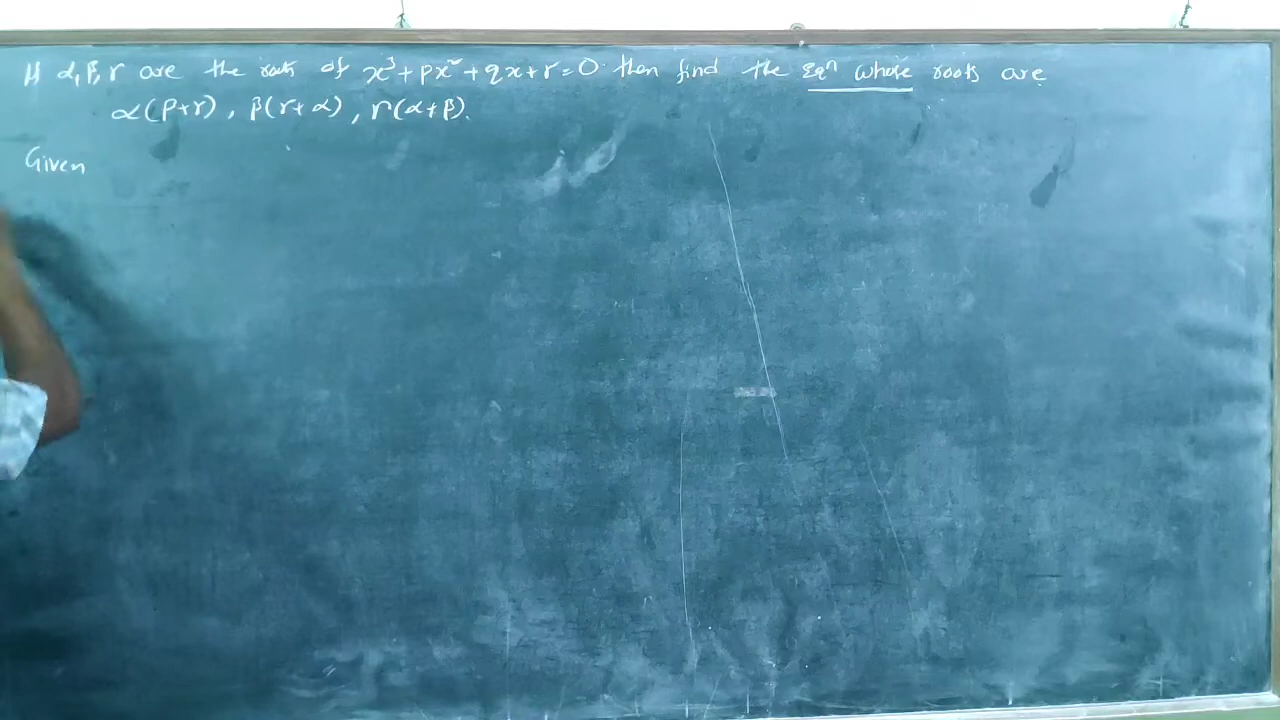 If α, β, γ are the roots of x³+px²+qx+r=0 then find the Eqⁿ whose roots are
α(β+γ), β(γ+α), γ(α+β).
Given